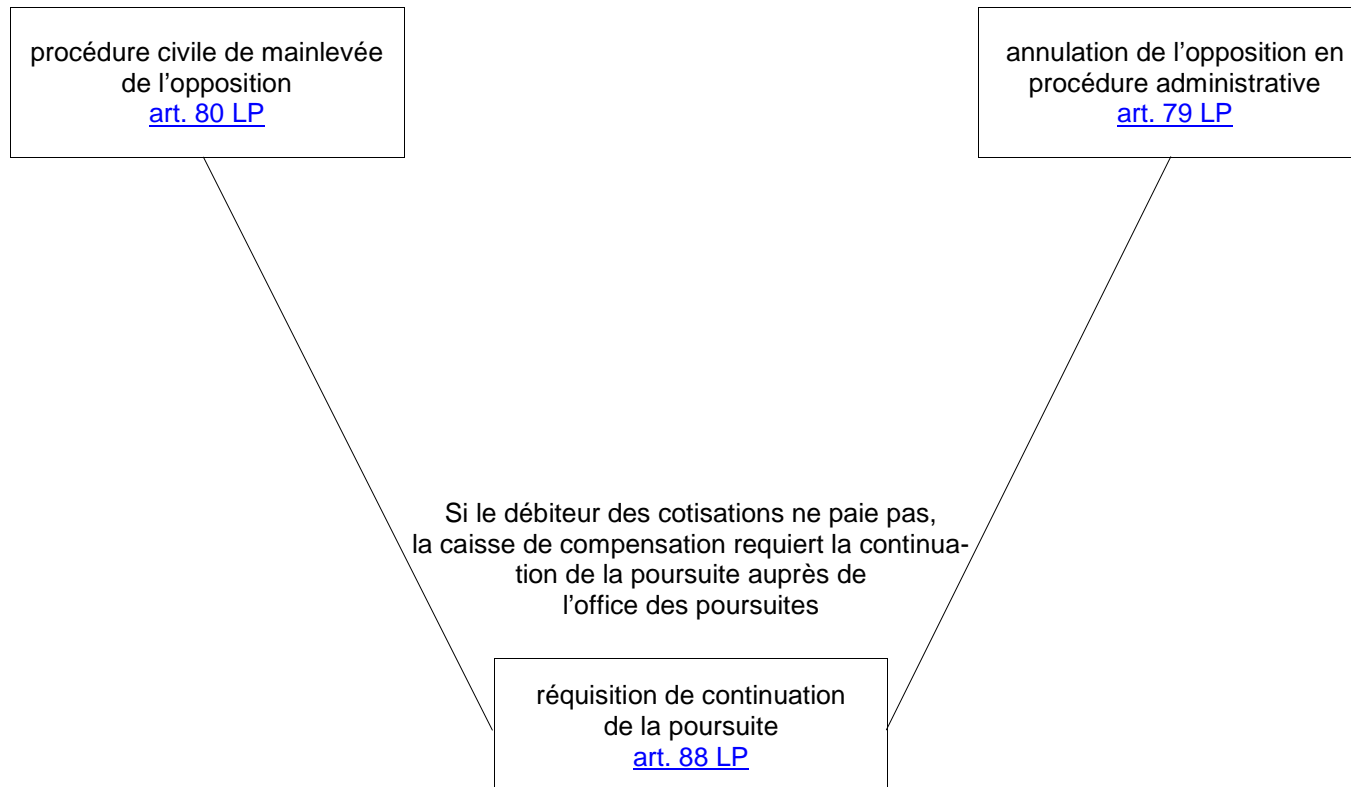 procédure civile de mainlevée
de l’opposition
art. 80 LP
annulation de l’opposition en
procédure administrative
art. 79 LP
Si le débiteur des cotisations ne paie pas,
la caisse de compensation requiert la continua-
tion de la poursuite auprès de
l’office des poursuites
réquisition de continuation
de la poursuite
art. 88 LP